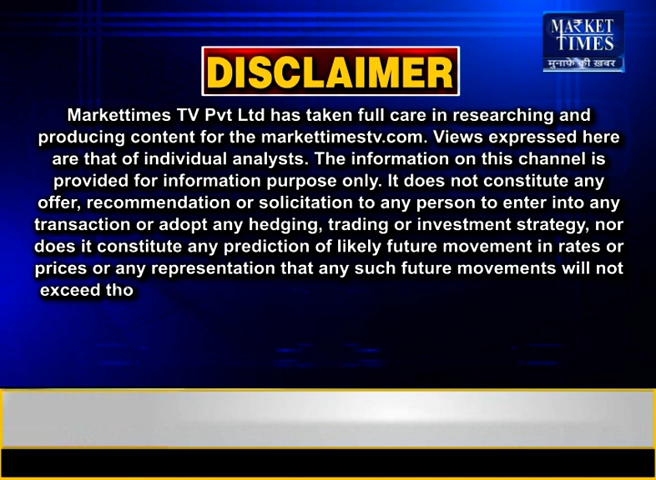 MARKET
TIMES
मुनाफे की ख़बर
DISCLAIMER
Markettimes TV Pvt Ltd has taken full care in researching and
producing content for the markettimestv.com. Views expressed here
are that of individual analysts. The information on this channel is
provided for information purpose only. It does not constitute any
offer, recommendation or solicitation to any person to enter into any
transaction or adopt any hedging, trading or investment strategy, nor
does it constitute any prediction of likely future movement in rates or
prices or any representation that any such future movements will not
exceed tho